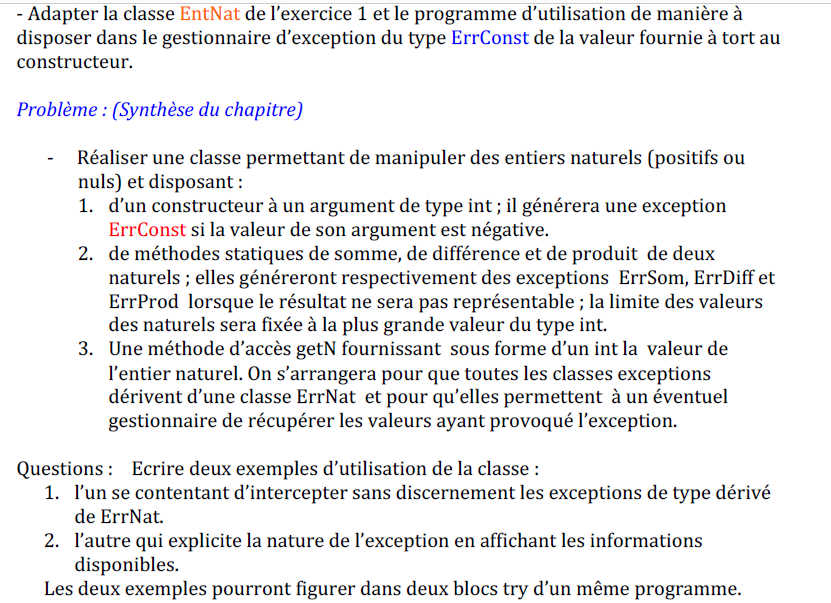 - Adapter la classe EntNat de l’exercice 1 et le programme d’utilisation de manière à
disposer dans le gestionnaire d’exception du type ErrConst de la valeur fournie à tort au
constructeur.
Problème : (Synthèse du chapitre)
- Réaliser une classe permettant de manipuler des entiers naturels (positifs ou
nuls) et disposant :
1. d’un constructeur à un argument de type int ; il générera une exception
ErrConst si la valeur de son argument est négative.
2. de méthodes statiques de somme, de différence et de produit de deux
naturels ; elles généreront respectivement des exceptions ErrSom, ErrDiff et
ErrProd lorsque le résultat ne sera pas représentable ; la limite des valeurs
des naturels sera fixée à la plus grande valeur du type int.
3. Une méthode d’accès getN fournissant sous forme d’un int la valeur de
l’entier naturel. On s’arrangera pour que toutes les classes exceptions
dérivent d’une classe ErrNat et pour qu’elles permettent à un éventuel
gestionnaire de récupérer les valeurs ayant provoqué l’exception.
Questions : Ecrire deux exemples d’utilisation de la classe :
1. l’un se contentant d’intercepter sans discernement les exceptions de type dérivé
de ErrNat.
2. l’autre qui explicite la nature de l’exception en affichant les informations
disponibles.
Les deux exemples pourront figurer dans deux blocs try d’un même programme.